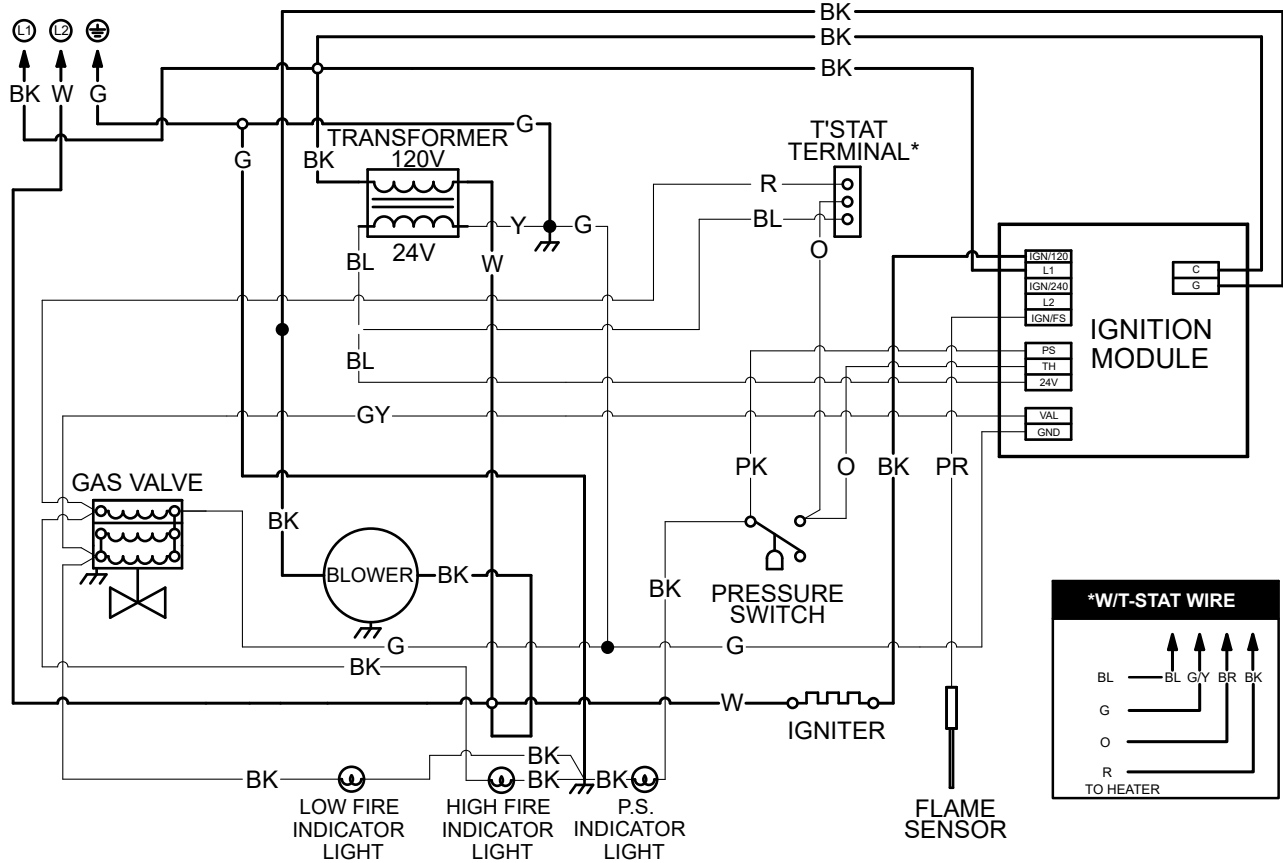 L1 L2
BK W G
BK
BK
BK
G
G
TRANSFORMER
120V
BK
24V
Y
G
W
BL
BL
T'STAT
TERMINAL*
R
BL
O
IGN/120
L1
IGN/240
L2
IGN/FS
PS
TH
24V
VAL
GND
C
G
IGNITION
MODULE
GY
GAS VALVE
BK
BLOWER
BK
PK
O
BK
PR
BK
PRESSURE
SWITCH
G
G
BK
W
IGNITER
BK
BK
BK
BK
LOW FIRE
INDICATOR
LIGHT
HIGH FIRE
INDICATOR
LIGHT
P.S.
INDICATOR
LIGHT
FLAME
SENSOR
*W/T-STAT WIRE
BL
BL G/Y BR BK
G
O
R
TO HEATER